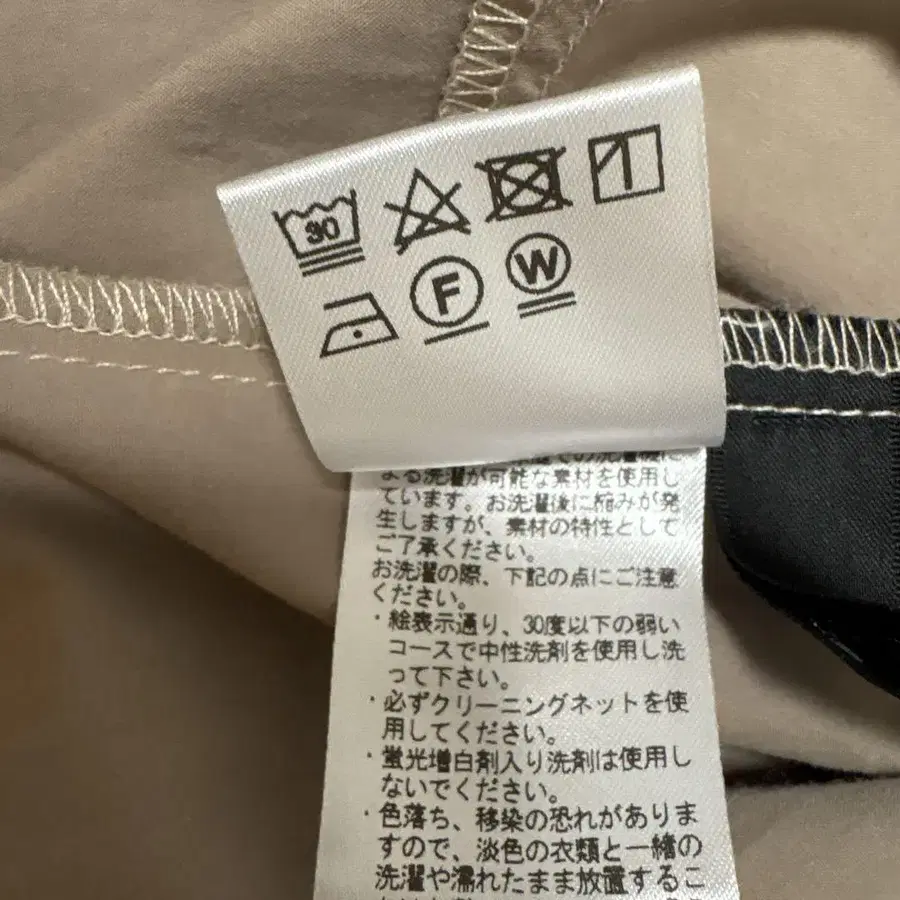 30
F
W
よる洗濯が可能な素材を使用し
ています。お洗濯後に縮みが発
生しますが、素材の特性として
ご了承ください。
お洗濯の際、下記の点にご注意
ください。
・絵表示通り、30度以下の弱い
コースで中性洗剤を使用し洗
って下さい。
・必ずクリーニングネットを使
用してください。
・蛍光増白剤入り洗剤は使用し
ないでください。
・色落ち、移染の恐れがありま
すので、淡色の衣類と一緒の
洗濯や濡れたまま放置するこ